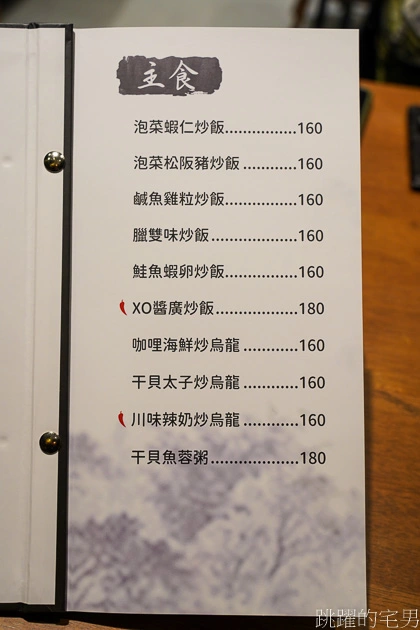 主食
泡菜蝦仁炒飯................160
泡菜松阪豬炒飯............160
鹹魚雞粒炒飯................160
臘雙味炒飯...................160
鮭魚蝦卵炒飯................160
XO醬廣炒飯..................180
咖哩海鮮炒烏龍............160
干貝太子炒烏龍............160
川味辣奶炒烏龍............160
干貝魚蓉粥...................180
跳躍的宅男